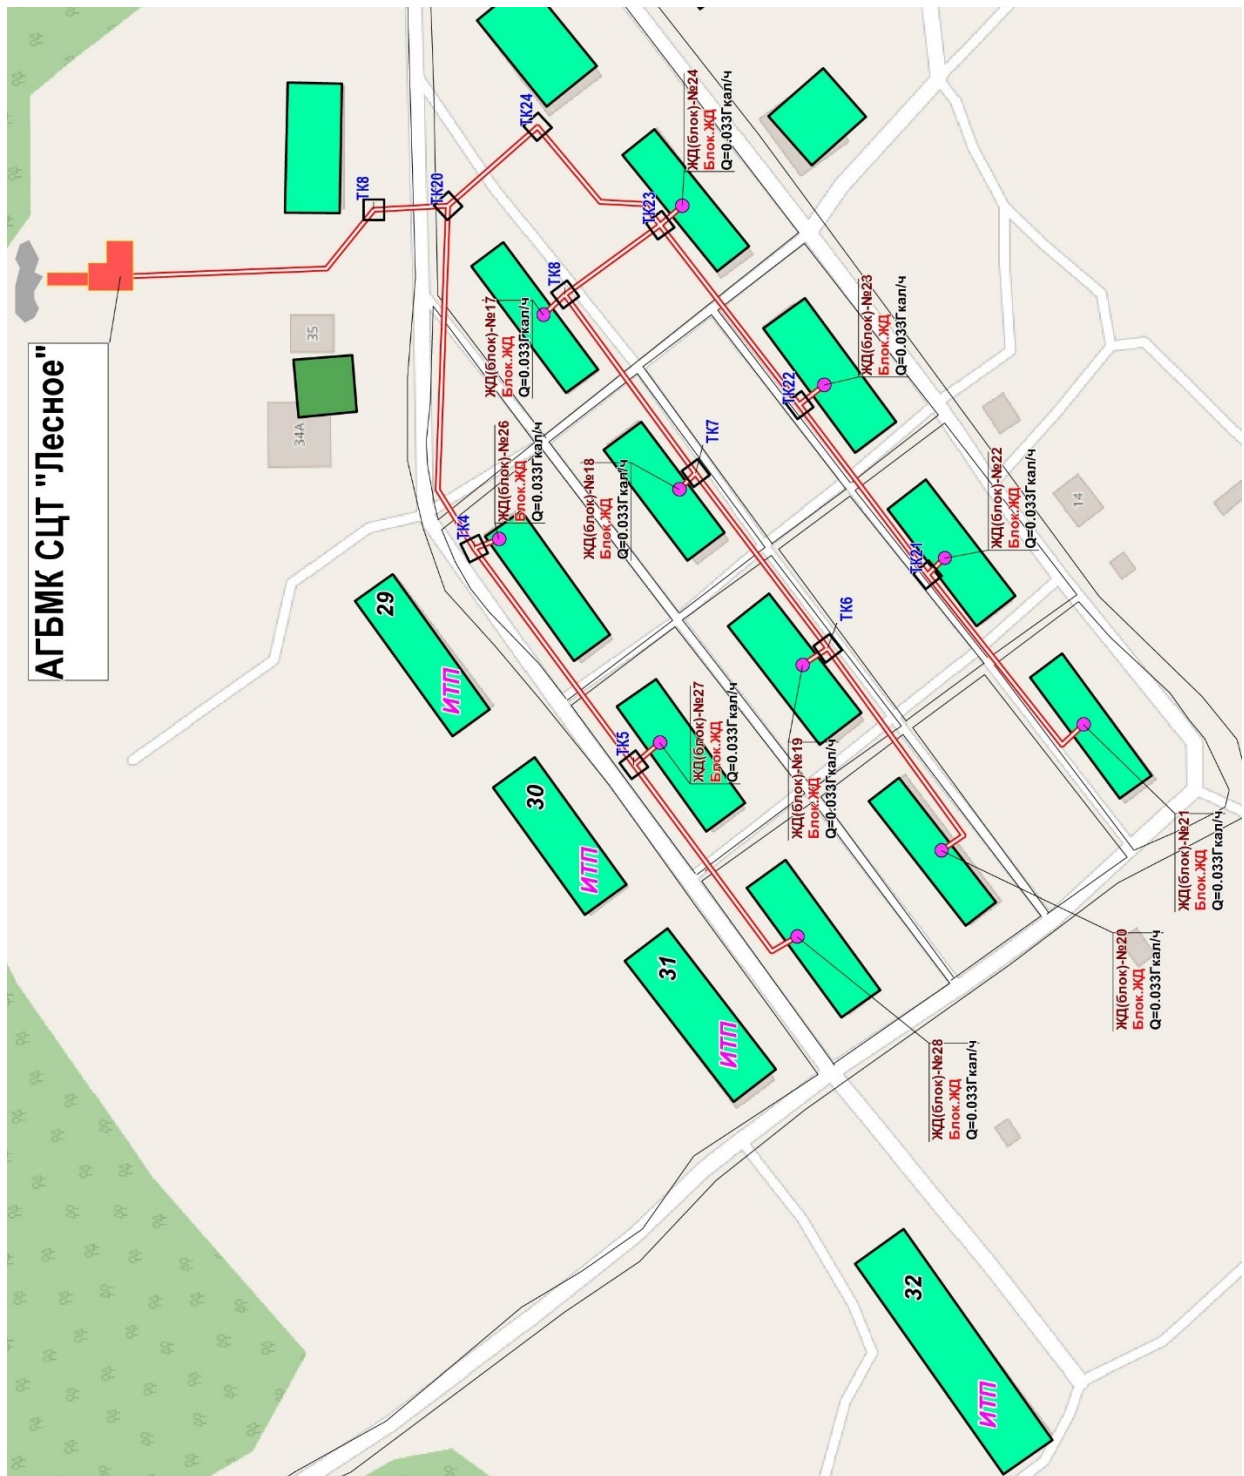 АГБМК СЦТ "Лесное"
ТК8
ТК20
ТК24
ТК23
ЖД(блок)-№24
Блок.ЖД
Q=0.033Гкал/ч
ТК8
ЖД(блок)-№17
Блок.ЖД
Q=0.033Гкал/ч
35
34А
ТК22
ЖД(блок)-№23
Блок.ЖД
Q=0.033Гкал/ч
ТК7
ЖД(блок)-№18
Блок.ЖД
Q=0.033Гкал/ч
ТК4
ЖД(блок)-№26
Блок.ЖД
Q=0.033Гкал/ч
ТК21
ЖД(блок)-№22
Блок.ЖД
Q=0.033Гкал/ч
14
29
ИТП
ТК6
ЖД(блок)-№19
Блок.ЖД
Q=0.033Гкал/ч
ТК5
ЖД(блок)-№27
Блок.ЖД
Q=0.033Гкал/ч
30
ИТП
ЖД(блок)-№21
Блок.ЖД
Q=0.033Гкал/ч
ЖД(блок)-№20
Блок.ЖД
Q=0.033Гкал/ч
31
ИТП
ЖД(блок)-№28
Блок.ЖД
Q=0.033Гкал/ч
32
ИТП